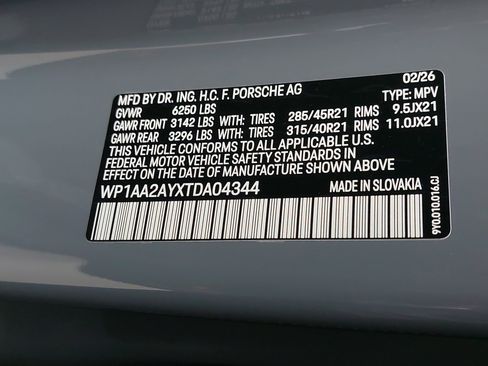 MFD BY DR. ING. H.C. F. PORSCHE AG 02/26
GVWR 6250 LBS TYPE: MPV
GAWR FRONT 3142 LBS WITH: TIRES 285/45R21 RIMS 9.5JX21
GAWR REAR 3296 LBS WITH: TIRES 315/40R21 RIMS 11.0JX21
THIS VEHICLE CONFORMS TO ALL APPLICABLE U.S.
FEDERAL MOTOR VEHICLE SAFETY STANDARDS IN
EFFECT ON THE DATE OF MANUFACTURE SHOWN ABOVE
WP1AA2AYXTDA04344 MADE IN SLOVAKIA
9Y0.010.016.CJ